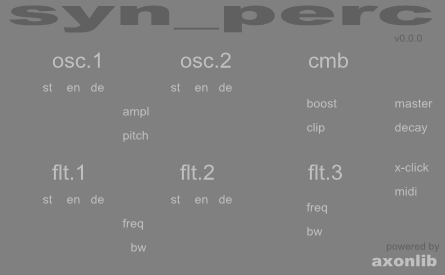 syn_perc
v0.0.0
osc.1 osc.2 cmb
st en de st en de
boost master
ampl
clip decay
pitch
flt.1 flt.2 flt.3 x-click
midi
st en de st en de
freq
freq
bw
bw
powered by
axonlib